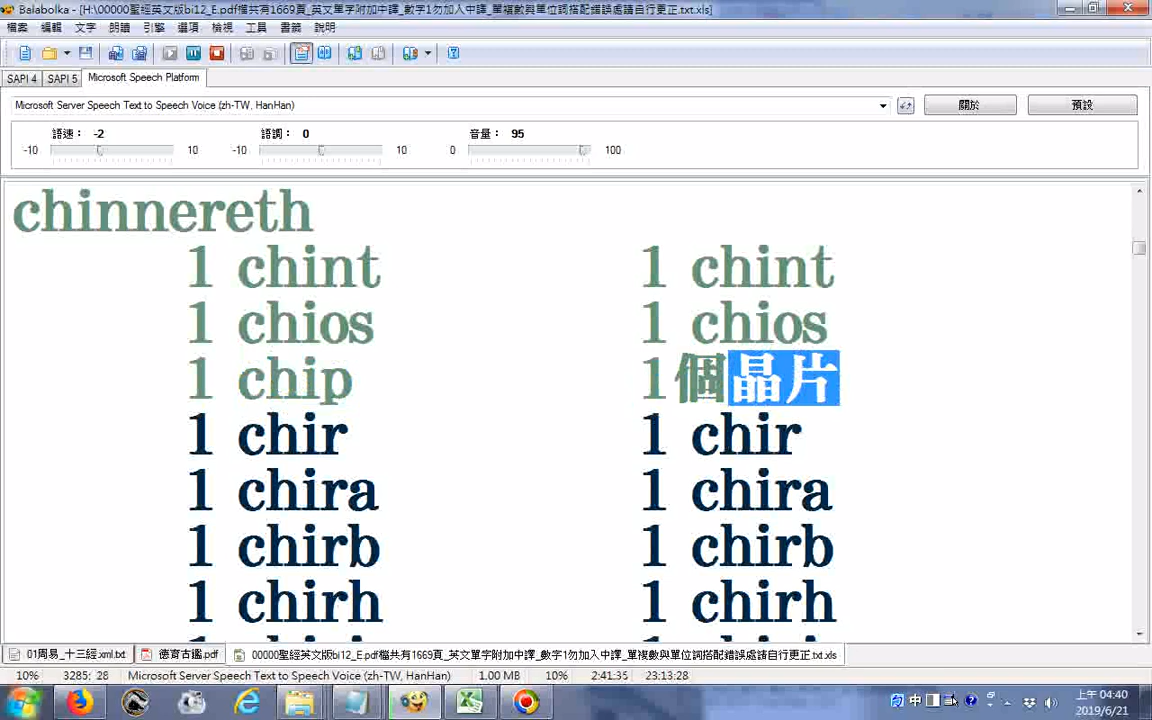 Balabolka - [H:\00000聖經英文版bi12_E.pdf檔共有1669頁_英文單字附加中譯_數字1勿加入中譯_單複數與單位詞搭配錯誤處請自行更正.txt.xls]
檔案 編輯 文字 朗讀 引擎 選項 檢視 工具 書籤 說明
SAPI 4 SAPI 5 Microsoft Speech Platform
Microsoft Server Speech Text to Speech Voice (zh-TW, HanHan) 關於 預設
語速： -2 語調： 0 音量： 95
-10 10 -10 10 0 100
chinnereth
1 chint 1 chint
1 chios 1 chios
1 chip 1個晶片
1 chir 1 chir
1 chira 1 chira
1 chirb 1 chirb
1 chirh 1 chirh
01周易_十三經.xml.txt 德育古鑑.pdf 00000聖經英文版bi12_E.pdf檔共有1669頁_英文單字附加中譯_數字1勿加入中譯_單複數與單位詞搭配錯誤處請自行更正.txt.xls
10% 3285: 28 Microsoft Server Speech Text to Speech Voice (zh-TW, HanHan) 1.00 MB 10% 2:41:35 23:13:28
中 上午 04:40
2019/6/21